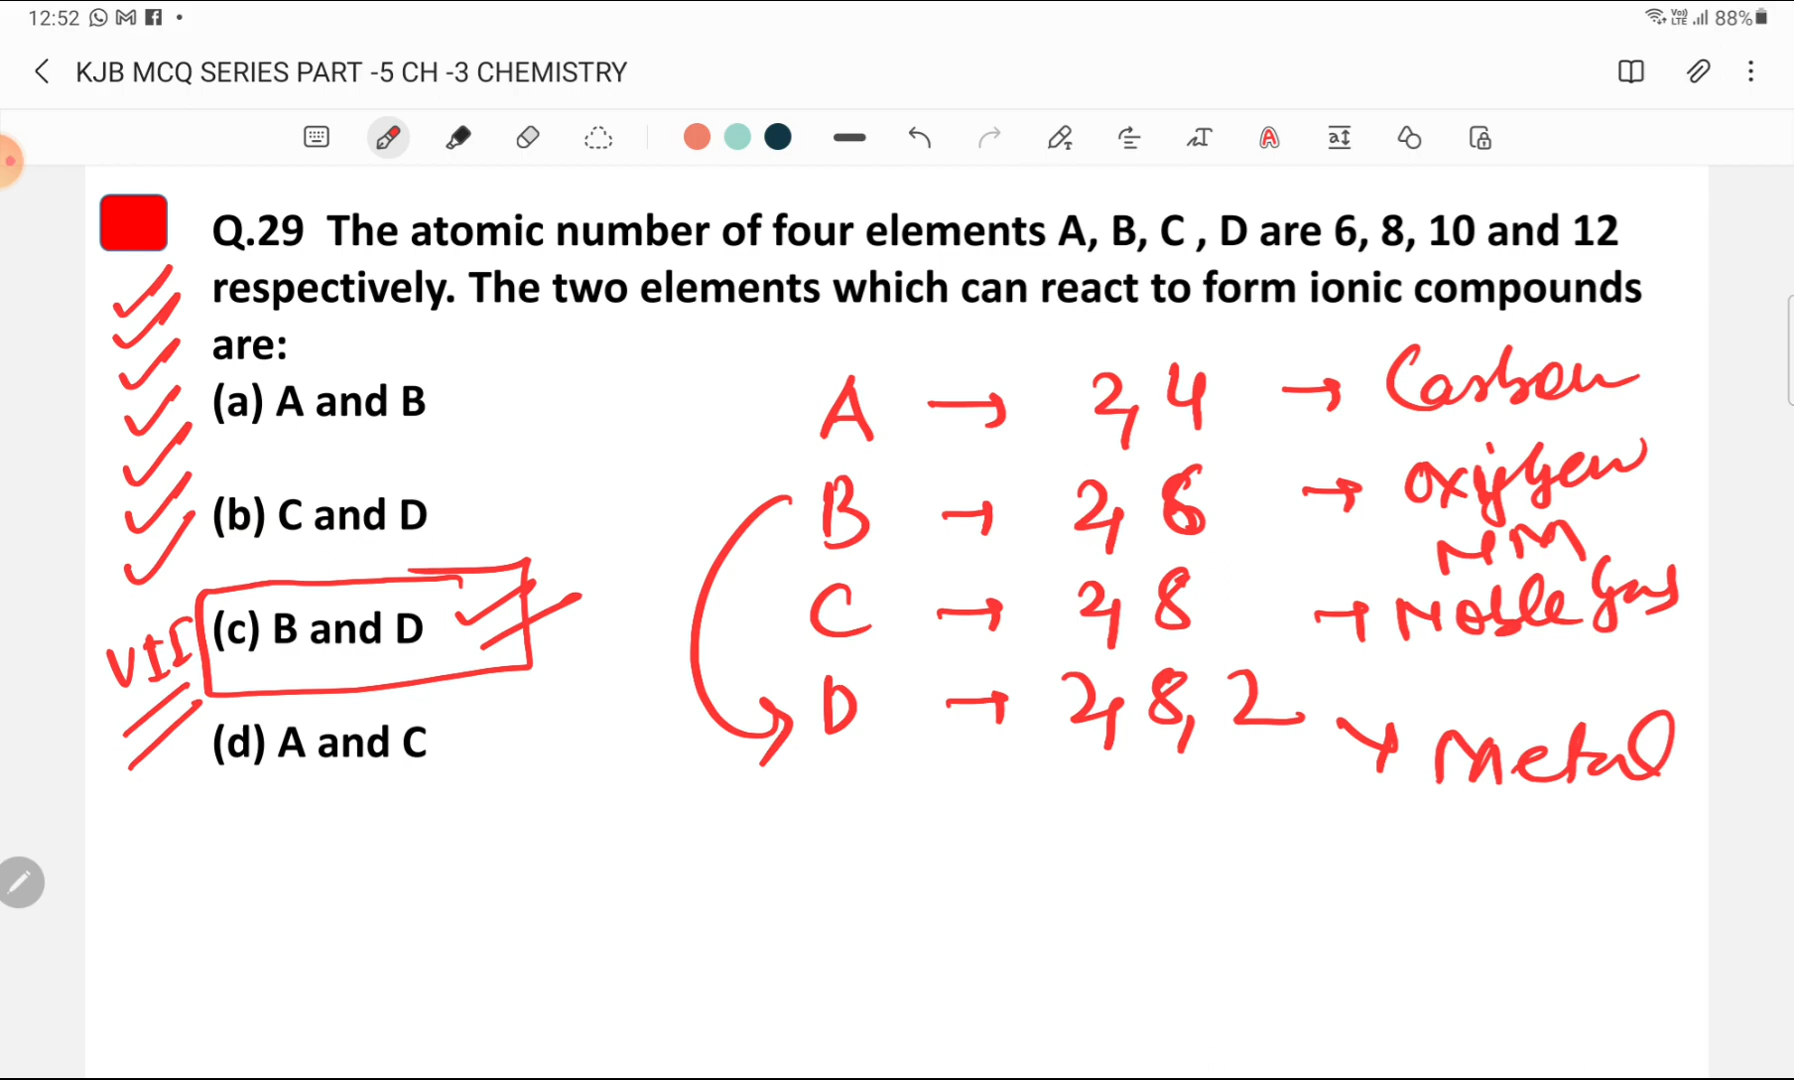 12:52
Vo)) LTE 88%
KJB MCQ SERIES PART -5 CH -3 CHEMISTRY
Q.29 The atomic number of four elements A, B, C , D are 6, 8, 10 and 12
respectively. The two elements which can react to form ionic compounds
are:
(a) A and B
(b) C and D
(c) B and D
(d) A and C
A → 2,4 → Carbon
B → 2,6 → Oxygen
NM
C → 2,8 → Noble Gas
D → 2,8,2 → Metal